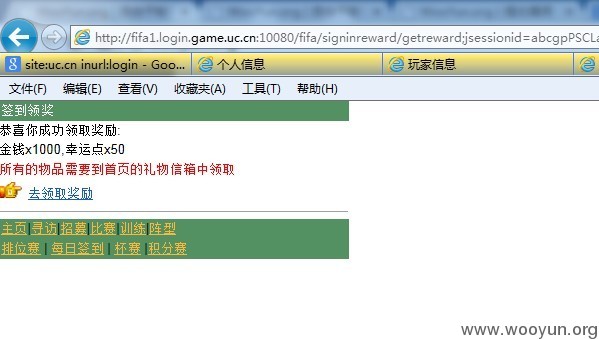 http://fifa1.login.game.uc.cn:10080/fifa/signinreward/getreward;jsessionid=abcgpPSCLa
site:uc.cn inurl:login - Goo... 个人信息 玩家信息
文件(F) 编辑(E) 查看(V) 收藏夹(A) 工具(T) 帮助(H)
签到领奖
恭喜你成功领取奖励:
金钱x1000,幸运点x50
所有的物品需要到首页的礼物信箱中领取
去领取奖励
主页|寻访|招募|比赛|训练|阵型
排位赛 | 每日签到 | 杯赛 |积分赛
www.wooyun.org